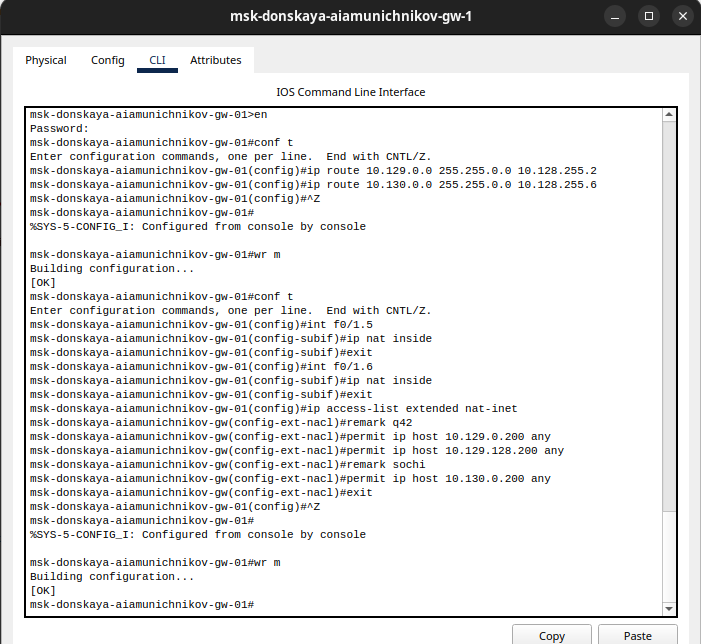 msk-donskaya-aiamunichnikov-gw-1
Physical Config CLI Attributes
IOS Command Line Interface
msk-donskaya-aiamunichnikov-gw-01>en
Password:
msk-donskaya-aiamunichnikov-gw-01#conf t
Enter configuration commands, one per line.  End with CNTL/Z.
msk-donskaya-aiamunichnikov-gw-01(config)#ip route 10.129.0.0 255.255.0.0 10.128.255.2
msk-donskaya-aiamunichnikov-gw-01(config)#ip route 10.130.0.0 255.255.0.0 10.128.255.6
msk-donskaya-aiamunichnikov-gw-01(config)#^Z
msk-donskaya-aiamunichnikov-gw-01#
%SYS-5-CONFIG_I: Configured from console by console
msk-donskaya-aiamunichnikov-gw-01#wr m
Building configuration...
[OK]
msk-donskaya-aiamunichnikov-gw-01#conf t
Enter configuration commands, one per line.  End with CNTL/Z.
msk-donskaya-aiamunichnikov-gw-01(config)#int f0/1.5
msk-donskaya-aiamunichnikov-gw-01(config-subif)#ip nat inside
msk-donskaya-aiamunichnikov-gw-01(config-subif)#exit
msk-donskaya-aiamunichnikov-gw-01(config)#int f0/1.6
msk-donskaya-aiamunichnikov-gw-01(config-subif)#ip nat inside
msk-donskaya-aiamunichnikov-gw-01(config-subif)#exit
msk-donskaya-aiamunichnikov-gw-01(config)#ip access-list extended nat-inet
msk-donskaya-aiamunichnikov-gw(config-ext-nacl)#remark q42
msk-donskaya-aiamunichnikov-gw(config-ext-nacl)#permit ip host 10.129.0.200 any
msk-donskaya-aiamunichnikov-gw(config-ext-nacl)#permit ip host 10.129.128.200 any
msk-donskaya-aiamunichnikov-gw(config-ext-nacl)#remark sochi
msk-donskaya-aiamunichnikov-gw(config-ext-nacl)#permit ip host 10.130.0.200 any
msk-donskaya-aiamunichnikov-gw(config-ext-nacl)#exit
msk-donskaya-aiamunichnikov-gw-01(config)#^Z
msk-donskaya-aiamunichnikov-gw-01#
%SYS-5-CONFIG_I: Configured from console by console
msk-donskaya-aiamunichnikov-gw-01#wr m
Building configuration...
[OK]
msk-donskaya-aiamunichnikov-gw-01#
Copy Paste